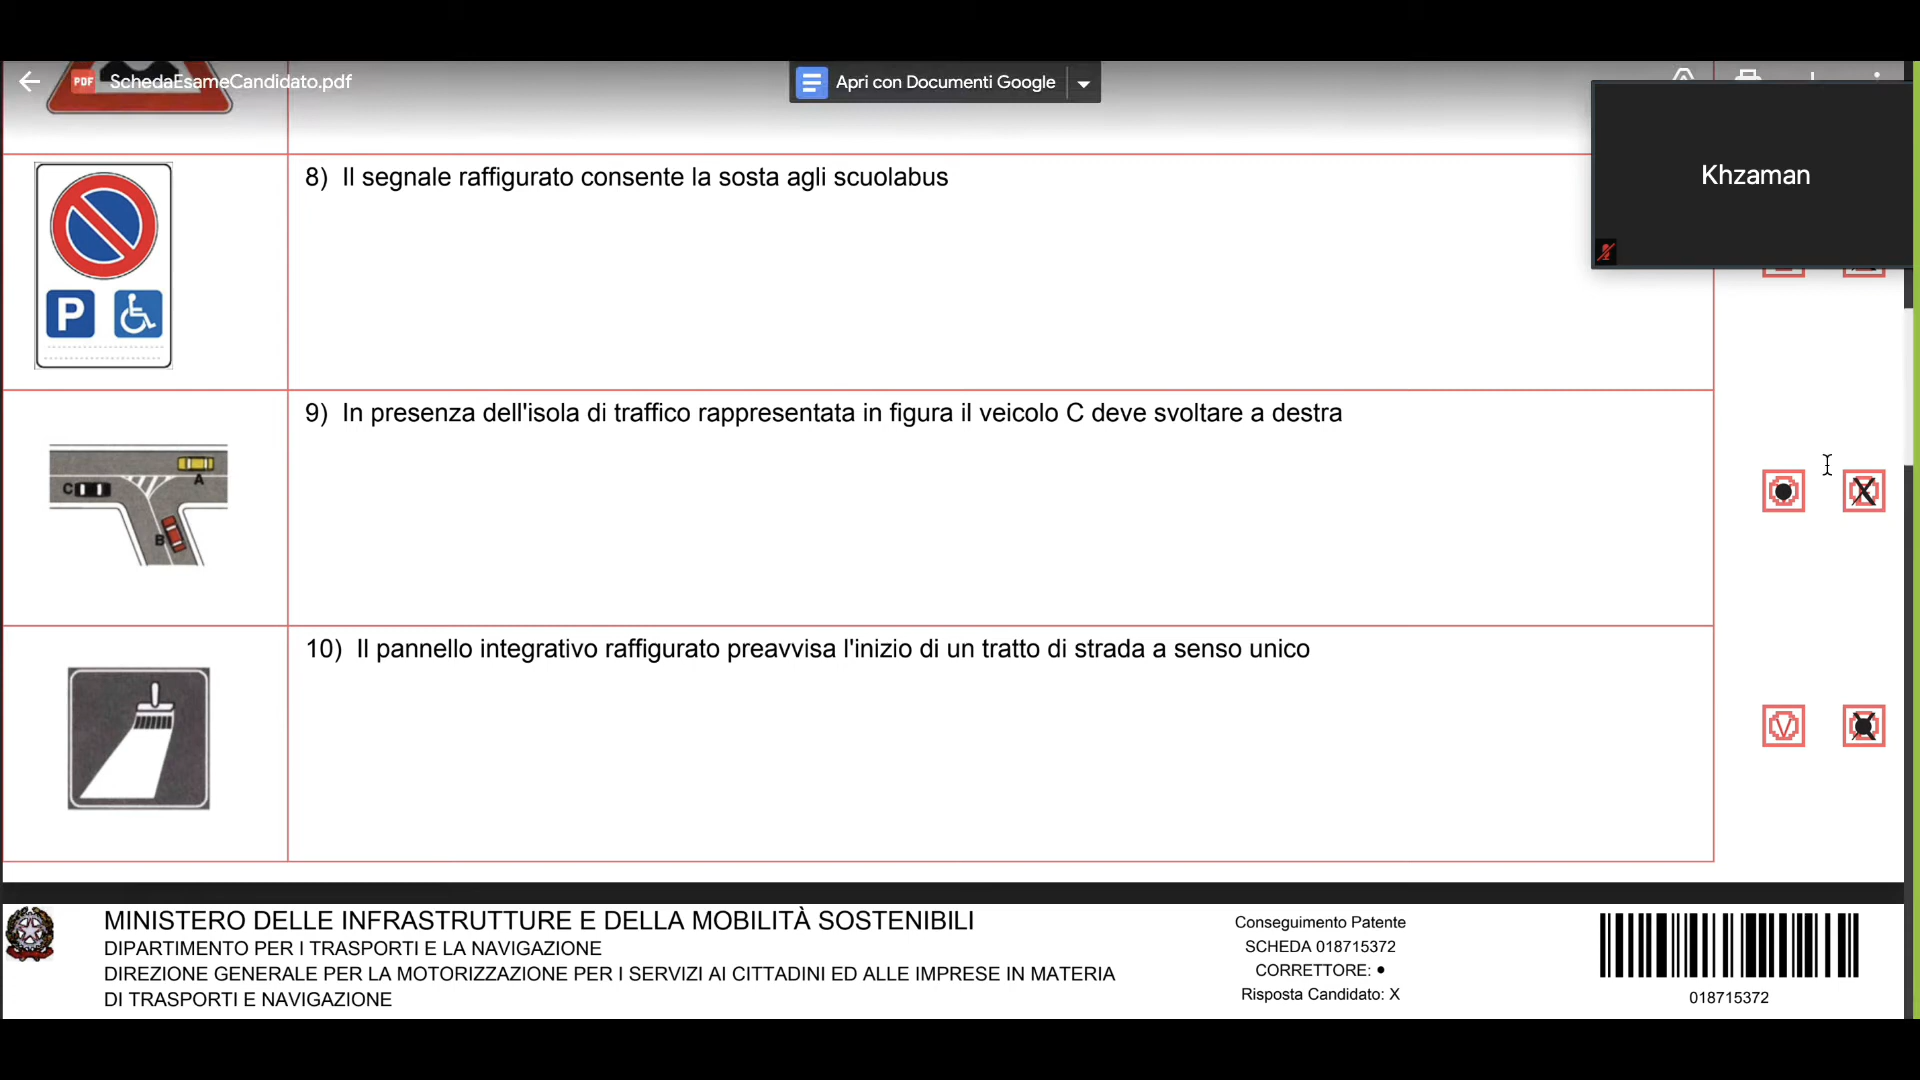 PDF SchedaEsameCandidato.pdf
Apri con Documenti Google
Khzaman
8) Il segnale raffigurato consente la sosta agli scuolabus
P
9) In presenza dell'isola di traffico rappresentata in figura il veicolo C deve svoltare a destra
A
C
B
X
10) Il pannello integrativo raffigurato preavvisa l'inizio di un tratto di strada a senso unico
V X
MINISTERO DELLE INFRASTRUTTURE E DELLA MOBILITÀ SOSTENIBILI
DIPARTIMENTO PER I TRASPORTI E LA NAVIGAZIONE
DIREZIONE GENERALE PER LA MOTORIZZAZIONE PER I SERVIZI AI CITTADINI ED ALLE IMPRESE IN MATERIA
DI TRASPORTI E NAVIGAZIONE
Conseguimento Patente
SCHEDA 018715372
CORRETTORE: ●
Risposta Candidato: X
018715372